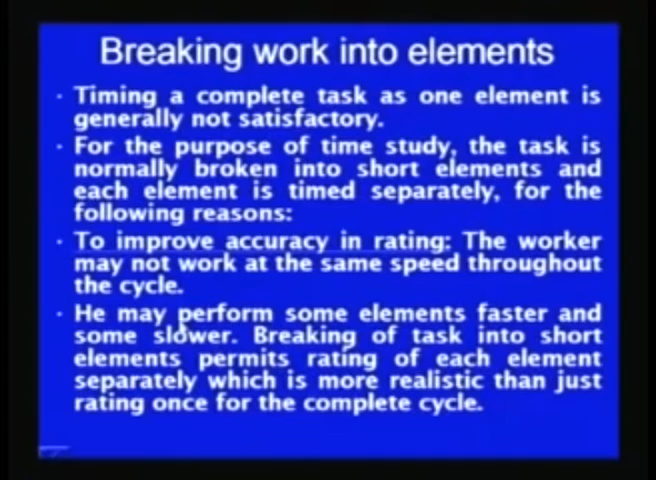 Breaking work into elements
· Timing a complete task as one element is
generally not satisfactory.
· For the purpose of time study, the task is
normally broken into short elements and
each element is timed separately, for the
following reasons:
· To improve accuracy in rating: The worker
may not work at the same speed throughout
the cycle.
· He may perform some elements faster and
some slower. Breaking of task into short
elements permits rating of each element
separately which is more realistic than just
rating once for the complete cycle.